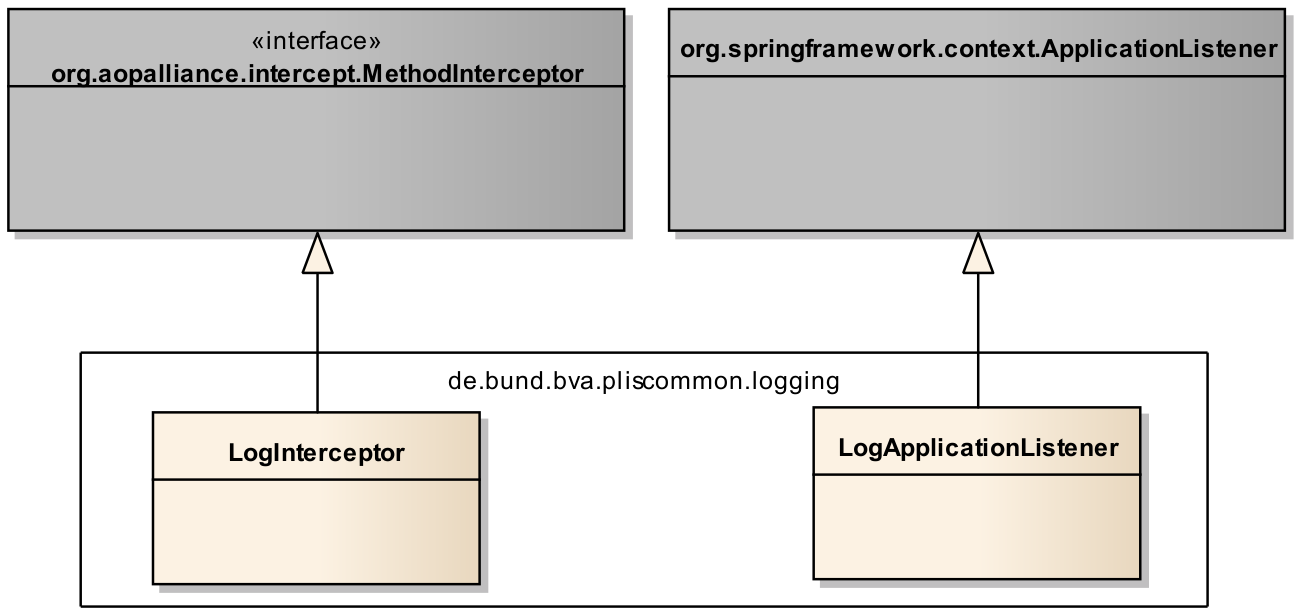 «interface»
org.aopalliance.intercept.MethodInterceptor
org.springframework.context.ApplicationListener
de.bund.bva.pliscommon.logging
LogInterceptor
LogApplicationListener